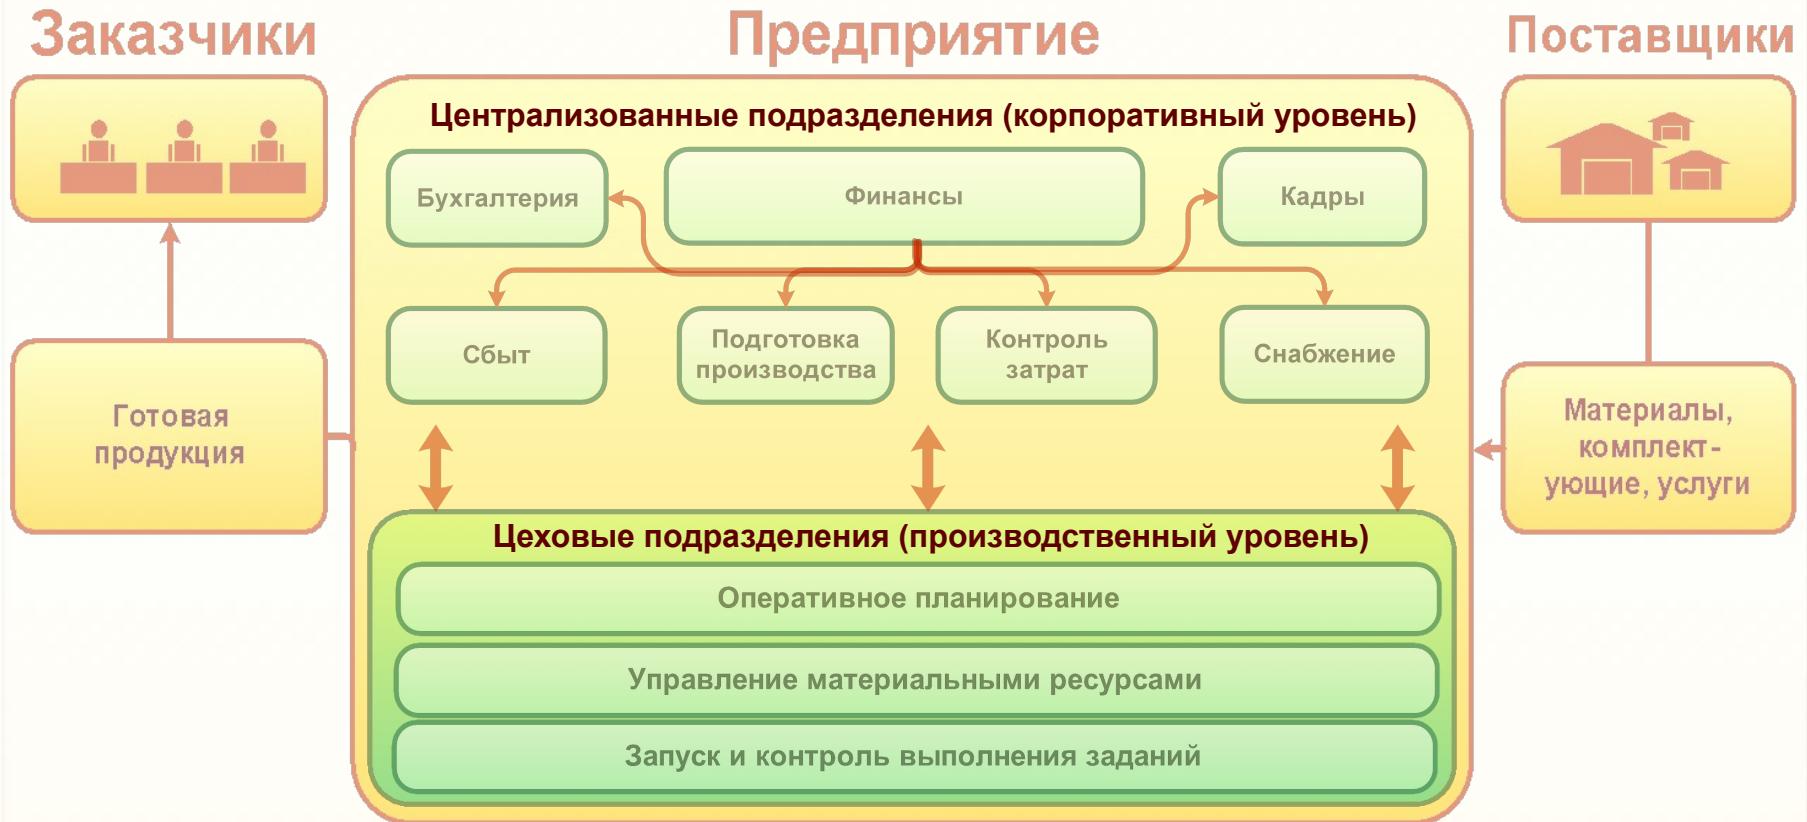 Заказчики
Предприятие
Поставщики
Централизованные подразделения (корпоративный уровень)
Бухгалтерия
Финансы
Кадры
Сбыт
Подготовка
производства
Контроль
затрат
Снабжение
Готовая
продукция
Материалы,
комплект-
ующие, услуги
Цеховые подразделения (производственный уровень)
Оперативное планирование
Управление материальными ресурсами
Запуск и контроль выполнения заданий